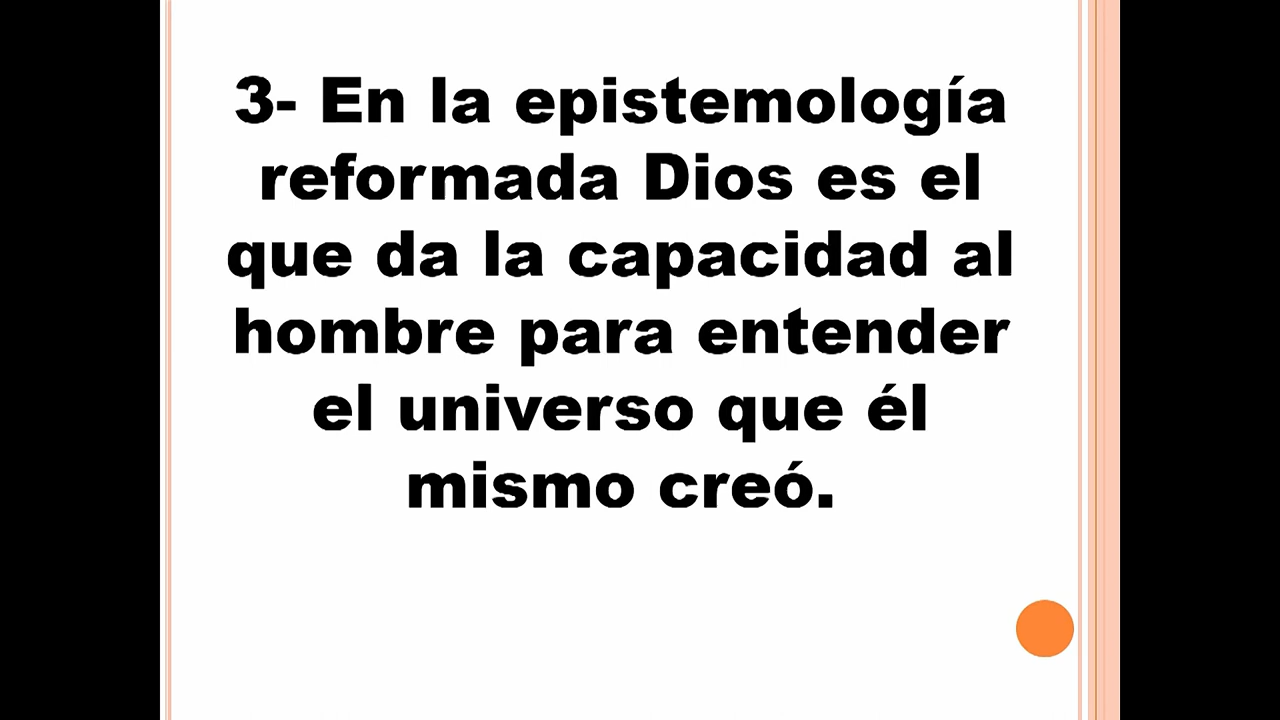 3- En la epistemología
reformada Dios es el
que da la capacidad al
hombre para entender
el universo que él
mismo creó.